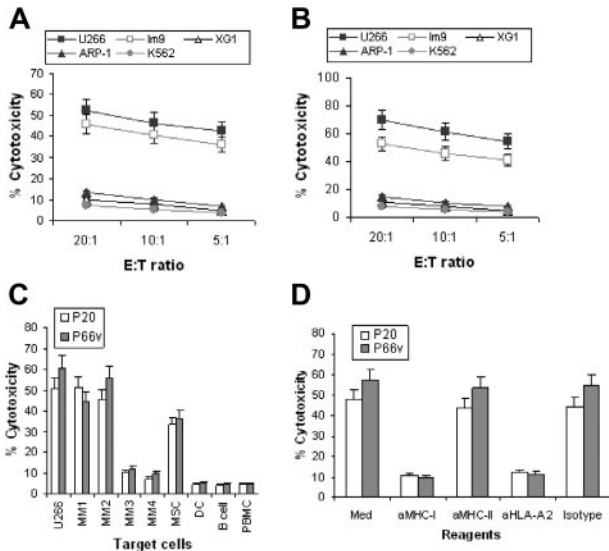 A
U266 Im9 XG1
ARP-1 K562
% Cytotoxicity
60
50
40
30
20
10
0
20:1 10:1 5:1
E:T ratio
B
U266 Im9 XG1
ARP-1 K562
% Cytotoxicity
100
80
60
40
20
0
20:1 10:1 5:1
E:T ratio
C
P20
P66v
% Cytotoxicity
80
70
60
50
40
30
20
10
0
U266 MM1 MM2 MM3 MM4 MSC DC B cell PBMC
Target cells
D
P20
P66v
% Cytotoxicity
80
70
60
50
40
30
20
10
0
Med aMHC-I aMHC-II aHLA-A2 Isotype
Reagents